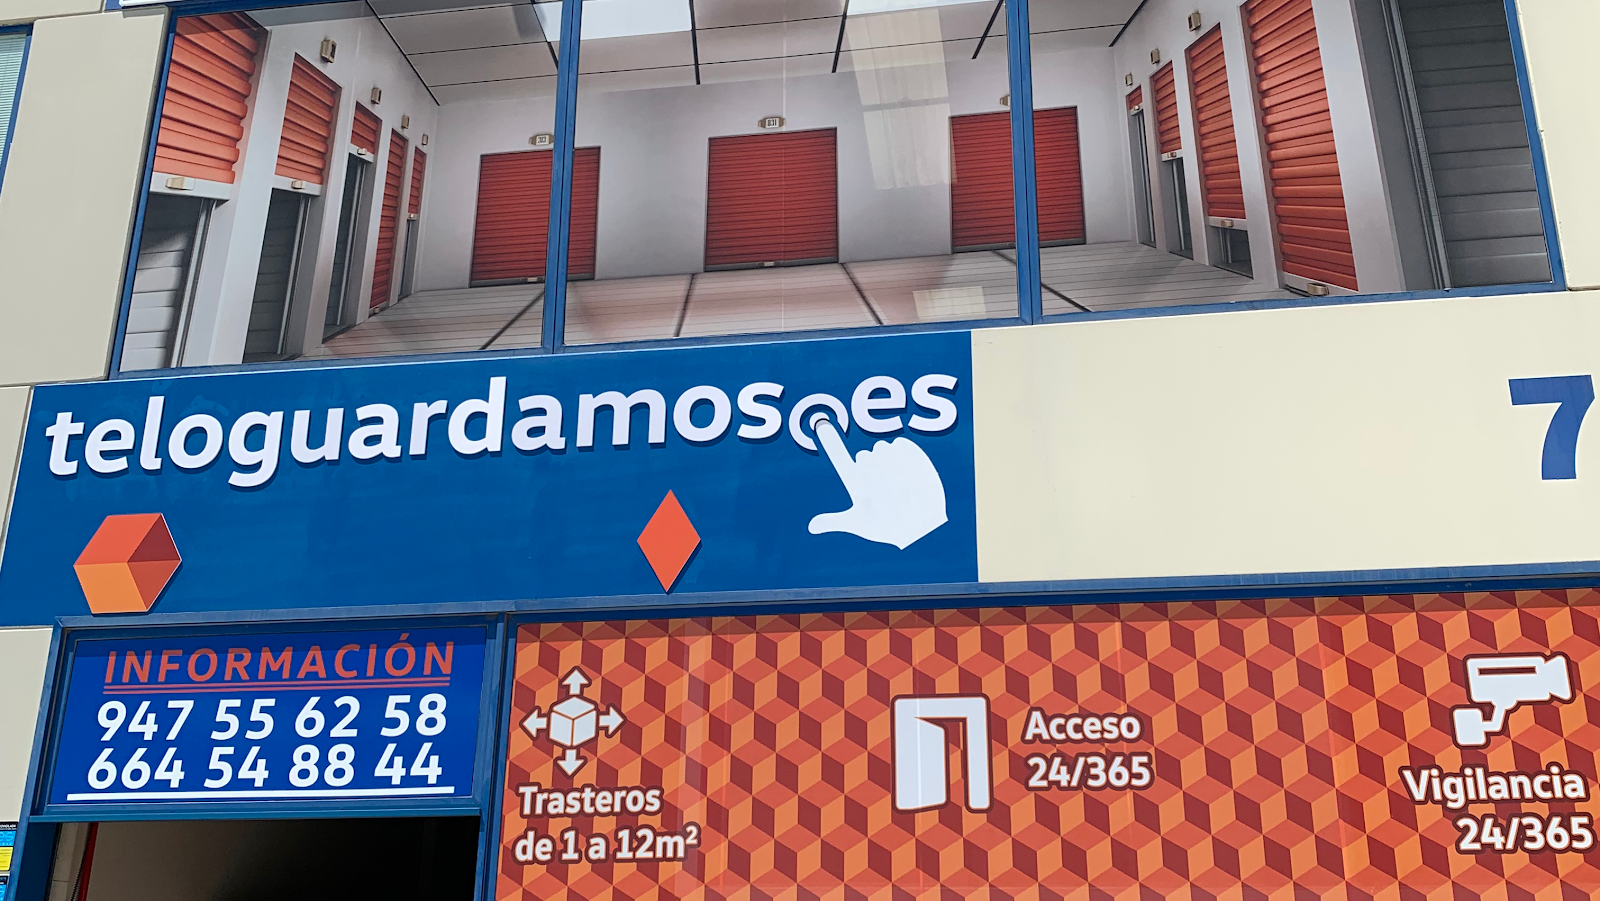 teloguardamos.es
7
INFORMACIÓN
947 55 62 58
664 54 88 44
Trasteros
de 1 a 12m²
Acceso
24/365
Vigilancia
24/365